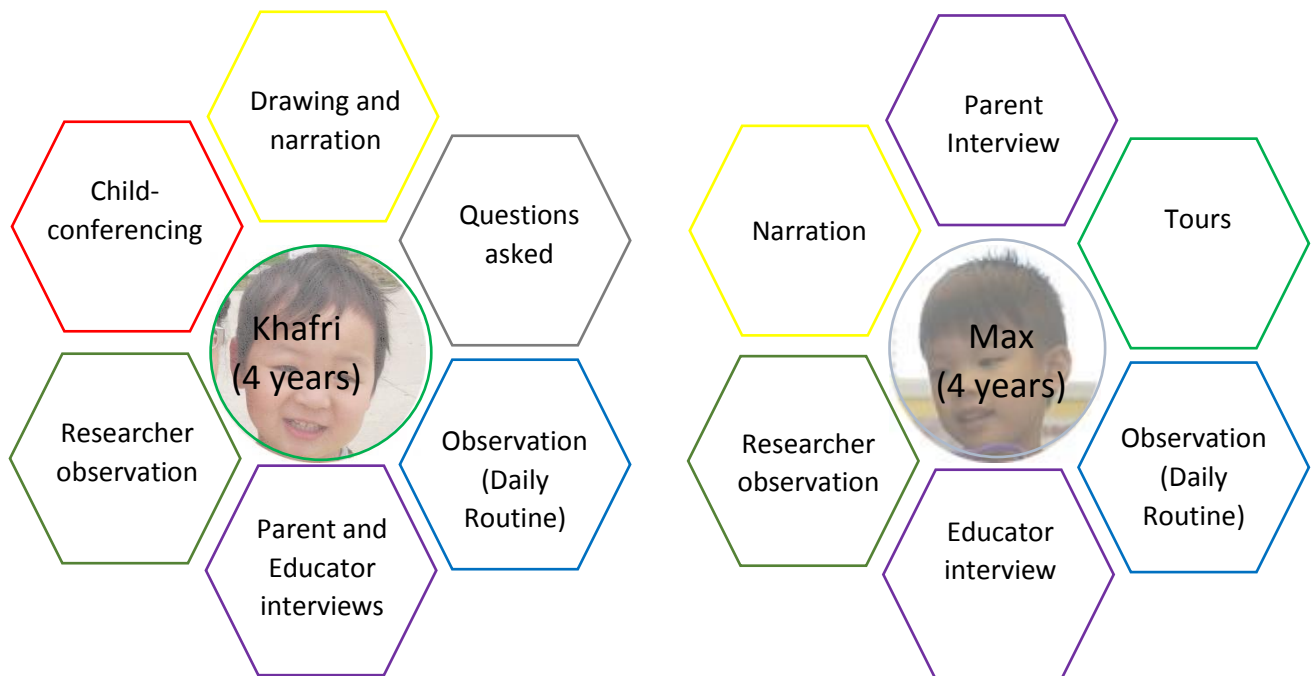 Drawing and
narration
Child-
conferencing
Questions
asked
Khafri
(4 years)
Researcher
observation
Observation
(Daily
Routine)
Parent and
Educator
interviews
Parent
Interview
Narration
Tours
Max
(4 years)
Researcher
observation
Observation
(Daily
Routine)
Educator
interview